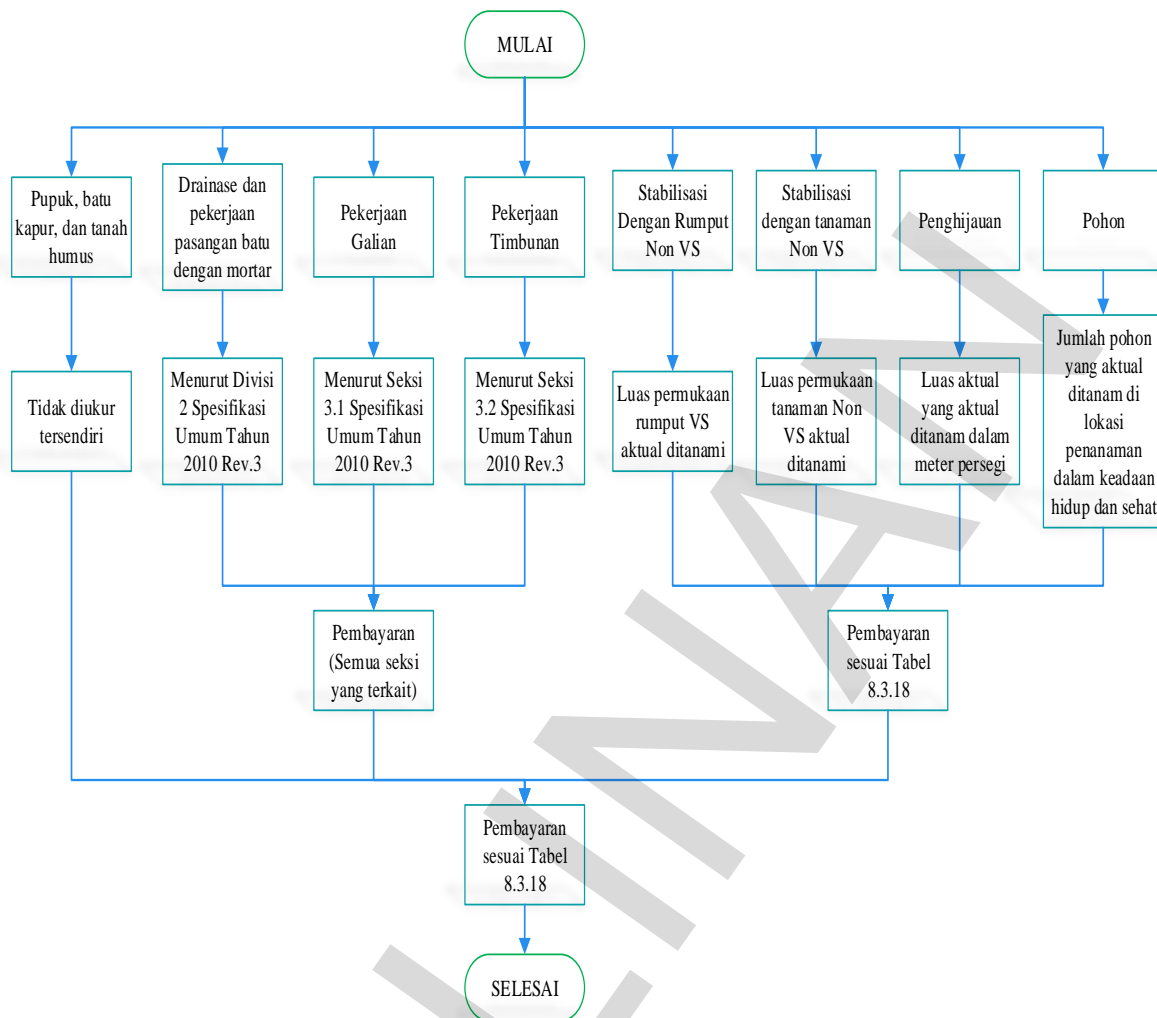 MULAI
Pupuk, batu
kapur, dan tanah
humus
Drainase dan
pekerjaan
pasangan batu
dengan mortar
Pekerjaan
Galian
Pekerjaan
Timbunan
Stabilisasi
Dengan Rumput
Non VS
Stabilisasi
dengan tanaman
Non VS
Penghijauan
Pohon
Tidak diukur
tersendiri
Menurut Divisi
2 Spesifikasi
Umum Tahun
2010 Rev.3
Menurut Seksi
3.1 Spesifikasi
Umum Tahun
2010 Rev.3
Menurut Seksi
3.2 Spesifikasi
Umum Tahun
2010 Rev.3
Luas permukaan
rumput VS
aktual ditanami
Luas permukaan
tanaman Non
VS aktual
ditanami
Luas aktual
yang aktual
ditanam dalam
meter persegi
Jumlah pohon
yang aktual
ditanam di
lokasi
penanaman
dalam keadaan
hidup dan sehat
Pembayaran
(Semua seksi
yang terkait)
Pembayaran
sesuai Tabel
8.3.18
Pembayaran
sesuai Tabel
8.3.18
SELESAI
LINAN